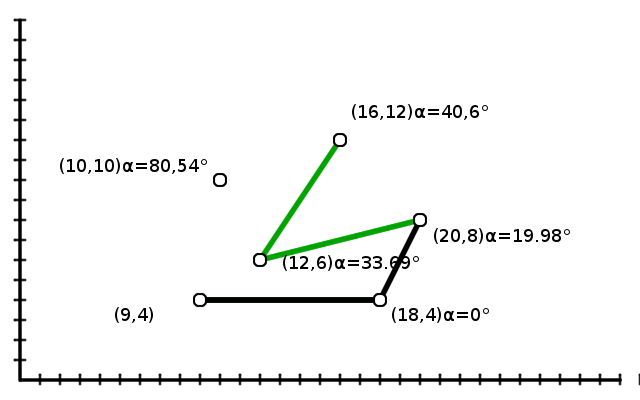 (16,12)α=40,6°
(10,10)α=80,54°
(20,8)α=19.98°
(12,6)α=33.69°
(9,4)
(18,4)α=0°